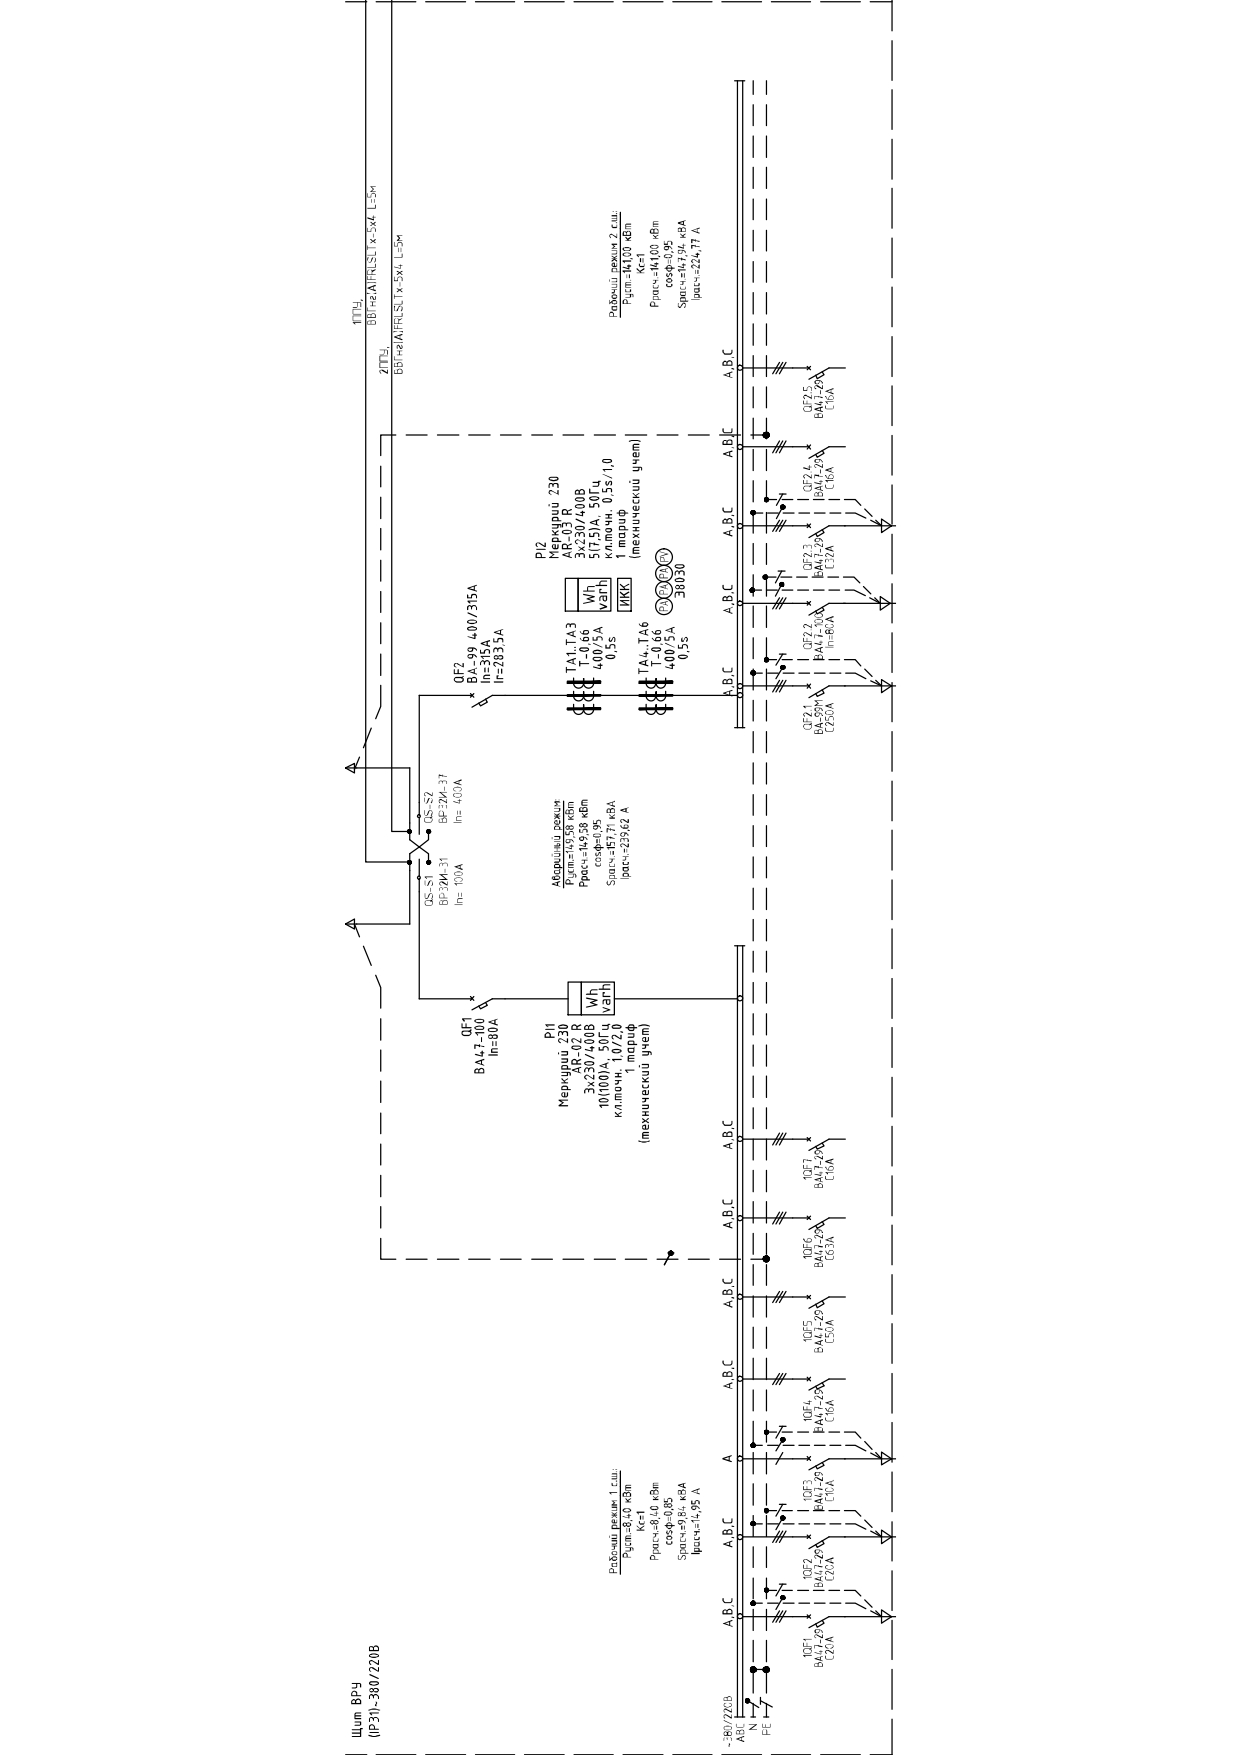 Щит ВРУ
(IP31)~380/220В
1ППУ,
ВВГнг(А)FRLSLTx-5x4 L=5м
2ППУ,
ВВГнг(А)FRLSLTx-5x4 L=5м
QS-S1
ВР32И-31
In= 100А
QS-S2
ВР32И-37
In= 400А
QF1
ВА47-100
In=80А
QF2
ВА-99 400/315А
In=315А
Ir=283,5А
PI1
Меркурий 230
AR-02 R
3x230/400В
10(100)А, 50Гц
кл.точн. 1,0/2,0
1 тариф
(технический учет)
Wh
varh
PI2
Меркурий 230
AR-03 R
3x230/400В
5(7,5)А, 50Гц
кл.точн. 0,5s/1,0
1 тариф
(технический учет)
Wh
varh
ИКК
PA PA PA PV
38030
TA1..TA3
Т-0,66
400/5А
0,5s
TA4..TA6
Т-0,66
400/5А
0,5s
Рабочий режим 1 с.ш.:
Руст.=8,40 кВт
Кс=1
Ррасч.=8,40 кВт
cosφ=0,85
Sрасч.=9,84 кВА
Iрасч.=14,95 А
Аварийный режим:
Руст.=149,58 кВт
Ррасч.=149,58 кВт
cosφ=0,95
Sрасч.=157,71 кВА
Iрасч.=239,62 А
Рабочий режим 2 с.ш.:
Руст.=141,00 кВт
Кс=1
Ррасч.=141,00 кВт
cosφ=0,95
Sрасч.=147,94 кВА
Iрасч.=224,77 А
~380/220В
ABC
N
PE
A,B,C
A,B,C
A
A,B,C
A,B,C
A,B,C
A,B,C
A,B,C
A,B,C
A,B,C
A,B,C
A,B,C
1QF1
ВА47-29
С20А
1QF2
ВА47-29
С20А
1QF3
ВА47-29
С10А
1QF4
ВА47-29
С16А
1QF5
ВА47-29
С50А
1QF6
ВА47-29
С63А
1QF7
ВА47-29
С16А
QF2.1
ВА-99М
С250А
QF2.2
ВА47-100
In=80А
QF2.3
ВА47-29
С32А
QF2.4
ВА47-29
С16А
QF2.5
ВА47-29
С16А